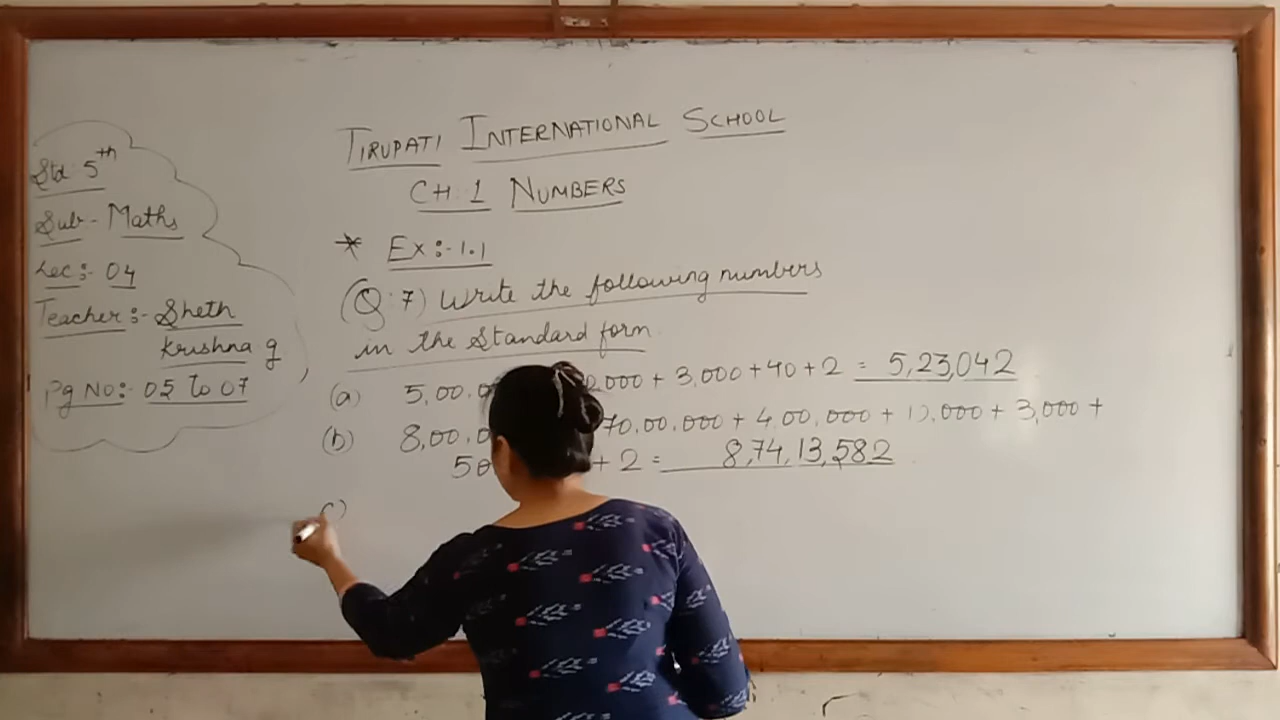 Std: 5th
Sub - Maths
Lec :- 04
Teacher :- Sheth
Krishna g
Pg No:- 05 to 07
TIRUPATI INTERNATIONAL SCHOOL
CH 1 NUMBERS
* Ex :- 1.1
(Q : 7) Write the following numbers
in the Standard form.
(a) 5,00,0 0,000 + 3,000 + 40 + 2 = 5,23,042
(b) 8,00,0 70,00,000 + 4,00,000 + 10,000 + 3,000 +
50 + 2 = 8,74,13,582
c)